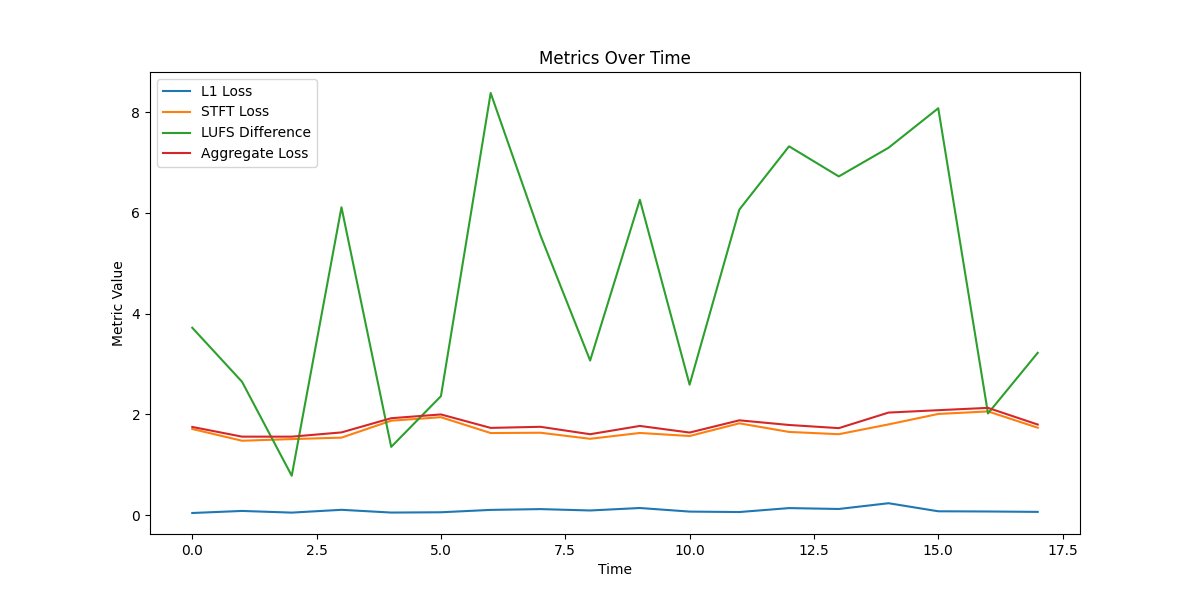 Metrics Over Time
L1 Loss
STFT Loss
LUFS Difference
Aggregate Loss
Metric Value
8
6
4
2
0
0.0 2.5 5.0 7.5 10.0 12.5 15.0 17.5
Time